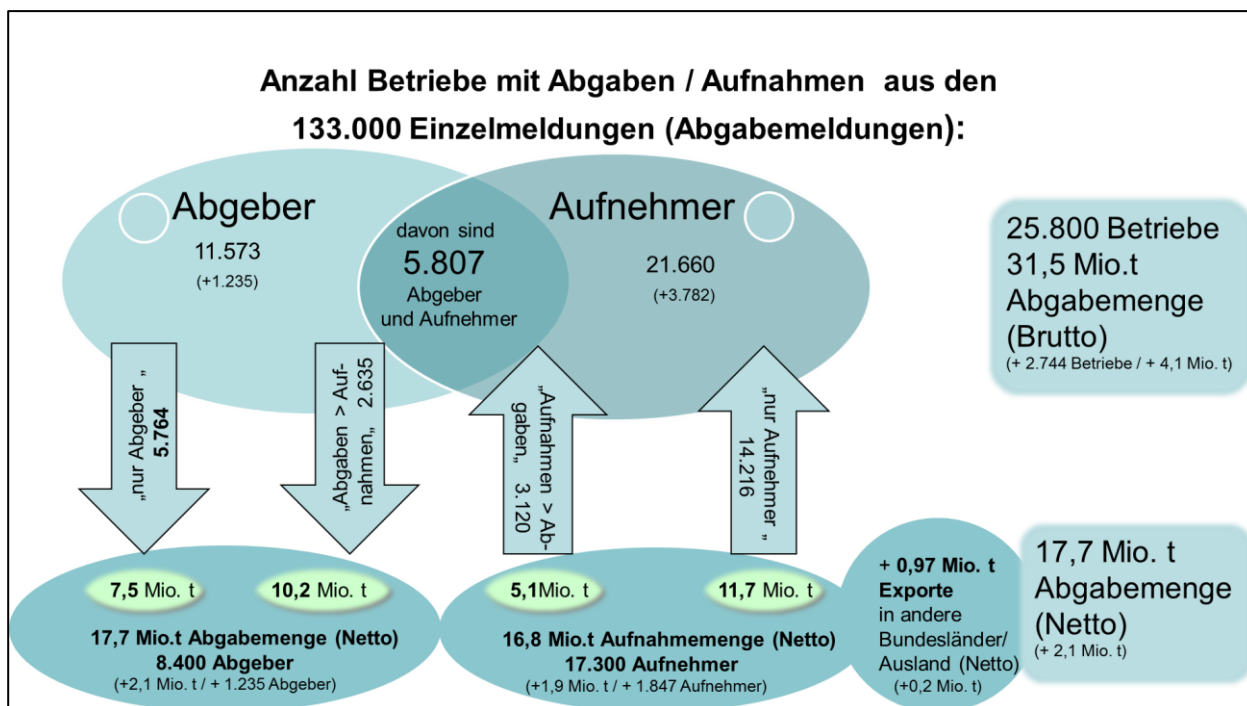 Anzahl Betriebe mit Abgaben / Aufnahmen aus den
133.000 Einzelmeldungen (Abgabemeldungen):
Abgeber
11.573
(+1.235)
davon sind
5.807
Abgeber
und Aufnehmer
Aufnehmer
21.660
(+3.782)
25.800 Betriebe
31,5 Mio.t
Abgabemenge
(Brutto)
(+ 2.744 Betriebe / + 4,1 Mio. t)
„nur Abgeber „
5.764
„Abgaben > Auf-
nahmen„ 2.635
„Aufnahmen > Ab-
gaben„ 3.120
„nur Aufnehmer „
14.216
7,5 Mio. t
10,2 Mio. t
17,7 Mio.t Abgabemenge (Netto)
8.400 Abgeber
(+2,1 Mio. t / + 1.235 Abgeber)
5,1Mio. t
11,7 Mio. t
16,8 Mio.t Aufnahmemenge (Netto)
17.300 Aufnehmer
(+1,9 Mio. t / + 1.847 Aufnehmer)
+ 0,97 Mio. t
Exporte
in andere
Bundesländer/
Ausland (Netto)
(+0,2 Mio. t)
17,7 Mio. t
Abgabemenge
(Netto)
(+ 2,1 Mio. t)